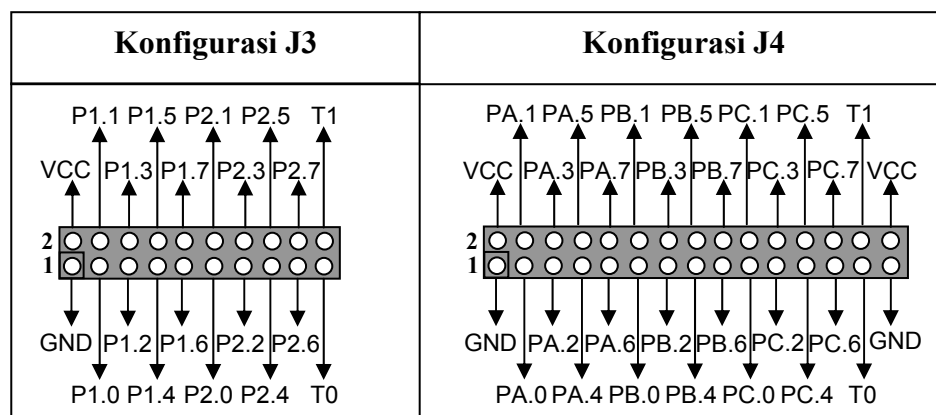 Konfigurasi J3
P1.1 P1.5 P2.1 P2.5 T1
VCC P1.3 P1.7 P2.3 P2.7
2
1
GND P1.2 P1.6 P2.2 P2.6
P1.0 P1.4 P2.0 P2.4 T0
Konfigurasi J4
PA.1 PA.5 PB.1 PB.5 PC.1 PC.5 T1
VCC PA.3 PA.7 PB.3 PB.7 PC.3 PC.7 VCC
2
1
GND PA.2 PA.6 PB.2 PB.6 PC.2 PC.6 GND
PA.0 PA.4 PB.0 PB.4 PC.0 PC.4 T0